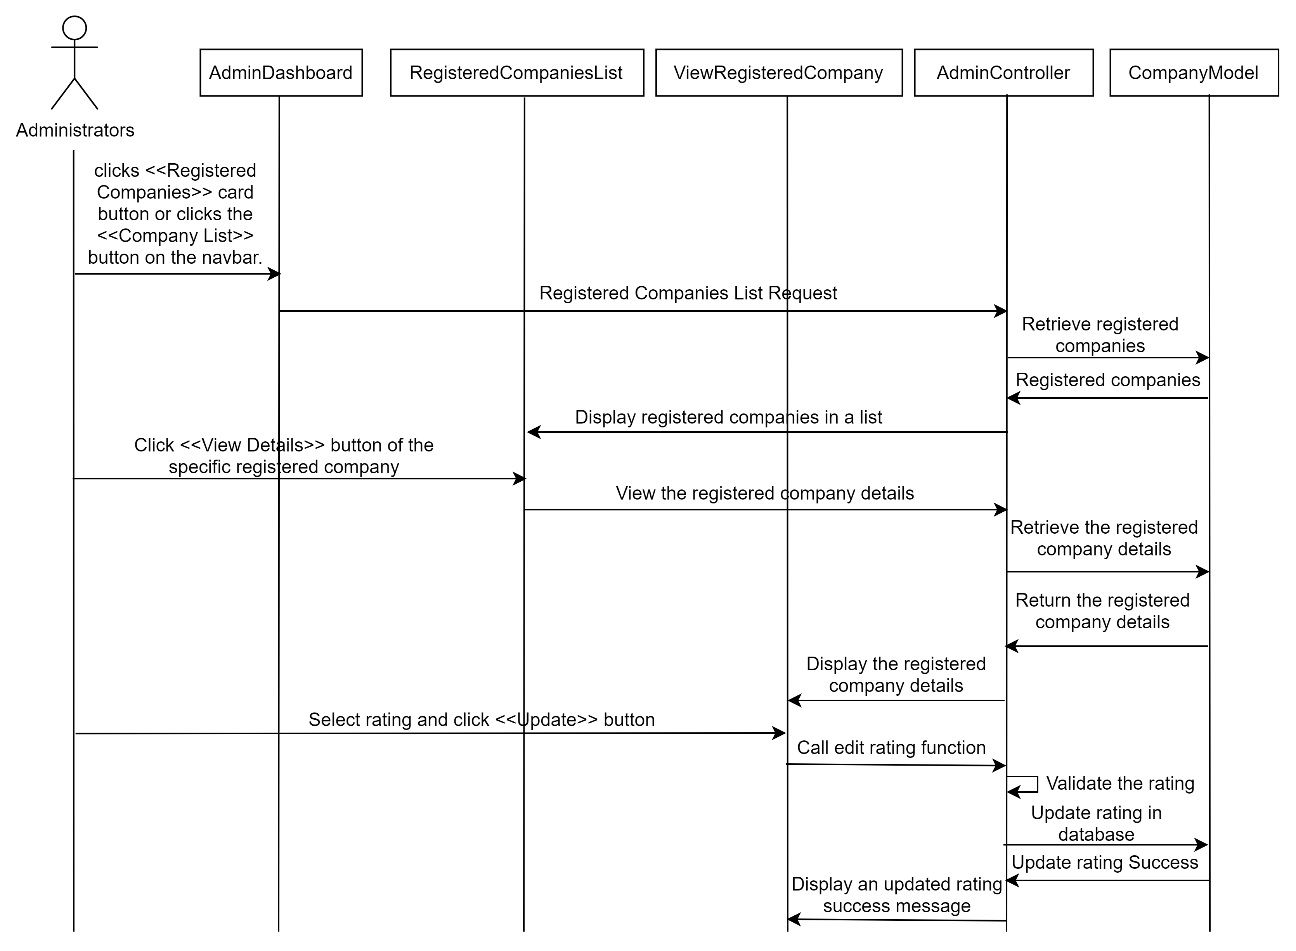 AdminDashboard
RegisteredCompaniesList
ViewRegisteredCompany
AdminController
CompanyModel
Administrators
clicks <<Registered
Companies>> card
button or clicks the
<<Company List>>
button on the navbar.
Registered Companies List Request
Retrieve registered
companies
Registered companies
Display registered companies in a list
Click <<View Details>> button of the
specific registered company
View the registered company details
Retrieve the registered
company details
Return the registered
company details
Display the registered
company details
Select rating and click <<Update>> button
Call edit rating function
Validate the rating
Update rating in
database
Update rating Success
Display an updated rating
success message